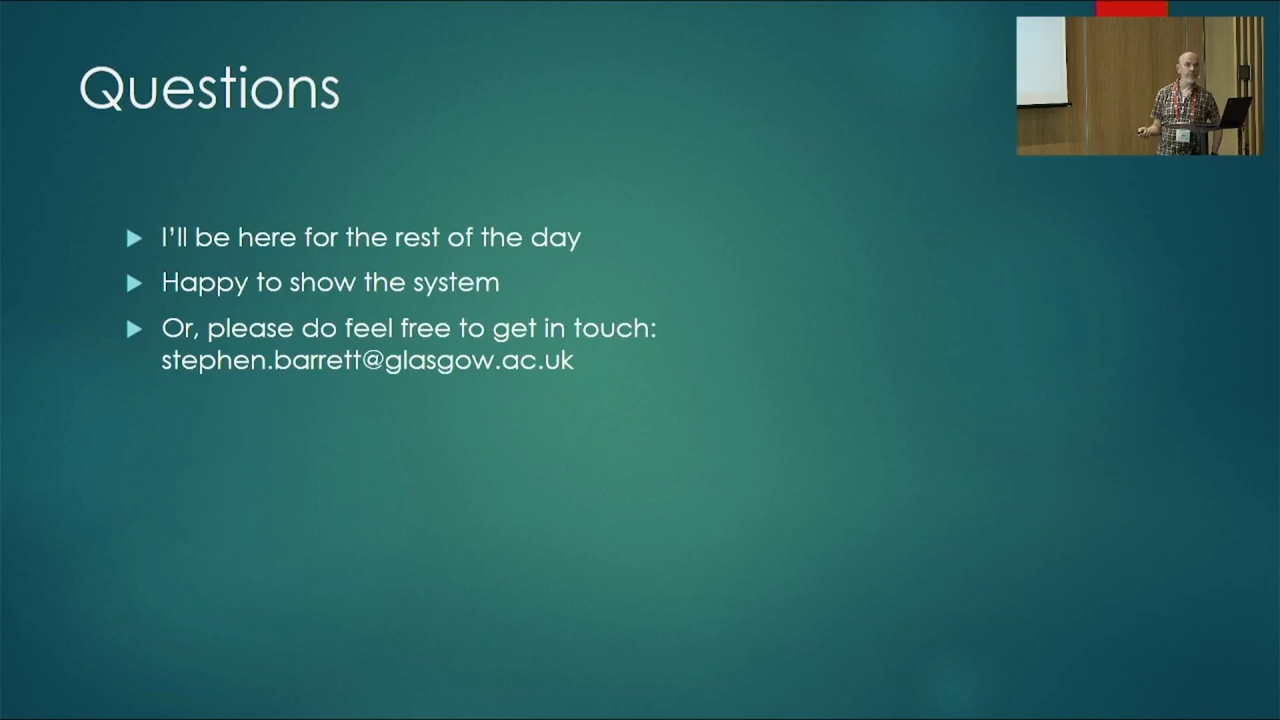 Questions
I'll be here for the rest of the day
Happy to show the system
Or, please do feel free to get in touch:
stephen.barrett@glasgow.ac.uk